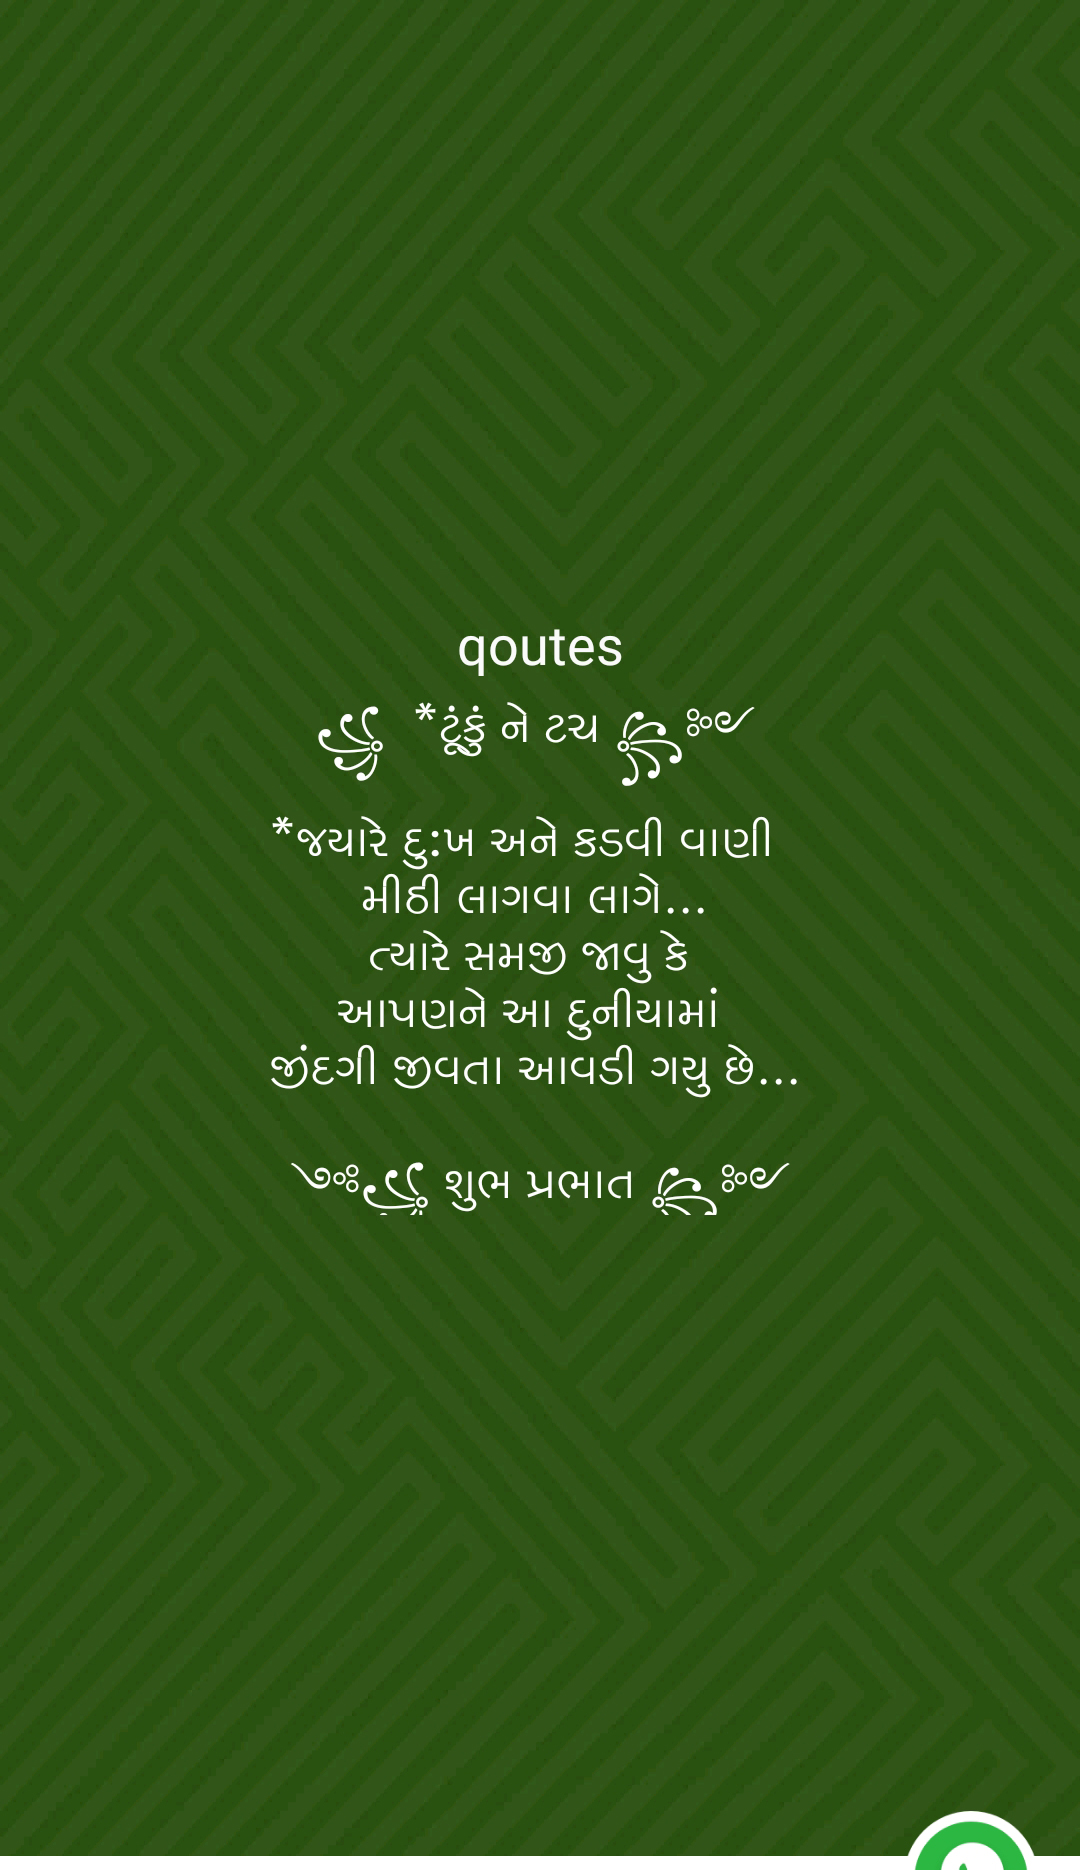 qoutes
꧁ *ટૂંકું ને ટચ ꧂༻
*જયારે દુ:ખ અને કડવી વાણી
મીઠી લાગવા લાગે...
ત્યારે સમજી જાવુ કે
આપણને આ દુનીયામાં
જીંદગી જીવતા આવડી ગયુ છે...
༺꧁ શુભ પ્રભાત ꧂༻